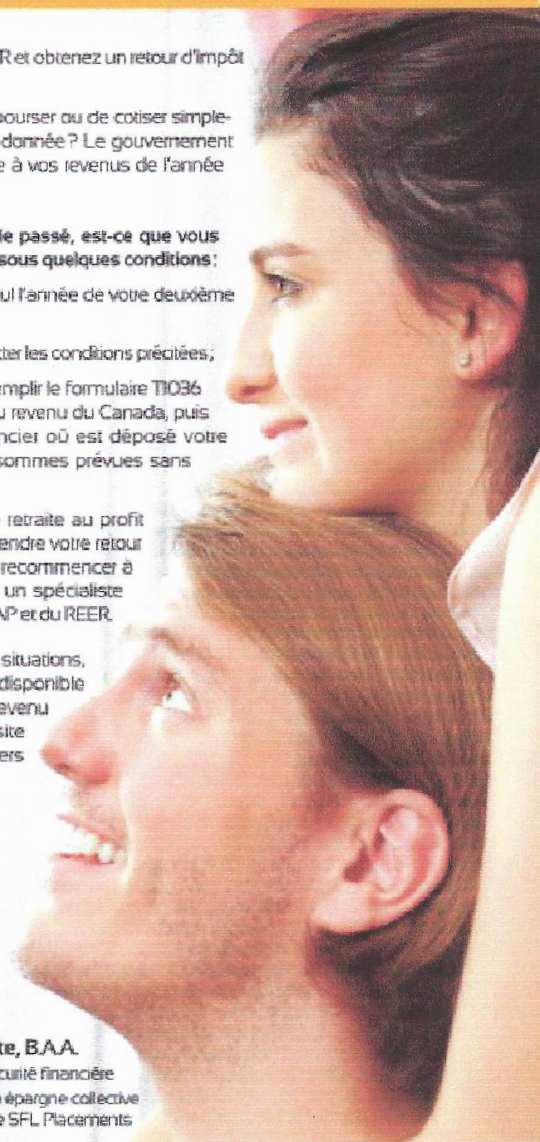 R et obtenez un retour d'impôt
bourser ou de cotiser simple-
donnée ? Le gouvernement
e à vos revenus de l'année
le passé, est-ce que vous
sous quelques conditions :
ul l'année de votre deuxième
ter les conditions précitées ;
emplir le formulaire T1036
u revenu du Canada, puis
ncier où est déposé votre
sommes prévues sans
retraite au profit
endre votre retour
recommencer à
un spécialiste
AP et du REER.
situations,
disponible
evenu
site
ers
te, B.A.A.
curité financière
épargne collective
e SFL Placements